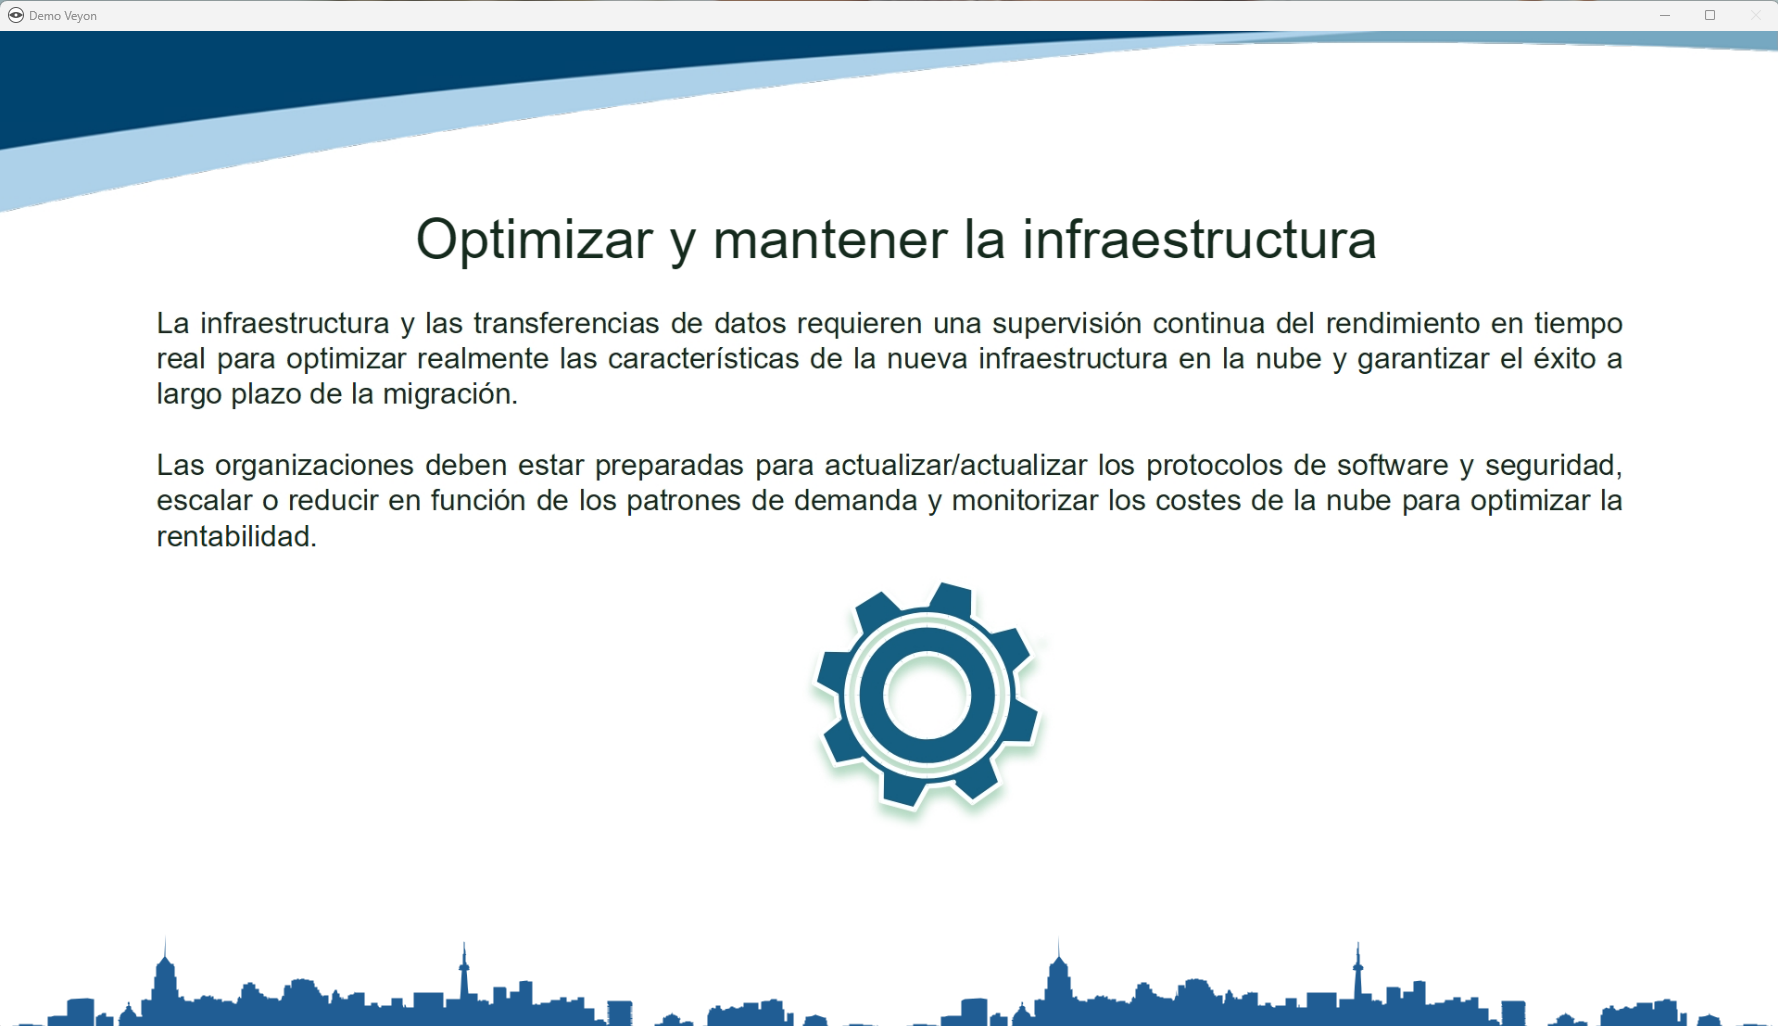 Demo Veyon
Optimizar y mantener la infraestructura
La infraestructura y las transferencias de datos requieren una supervisión continua del rendimiento en tiempo
real para optimizar realmente las características de la nueva infraestructura en la nube y garantizar el éxito a
largo plazo de la migración.
Las organizaciones deben estar preparadas para actualizar/actualizar los protocolos de software y seguridad,
escalar o reducir en función de los patrones de demanda y monitorizar los costes de la nube para optimizar la
rentabilidad.